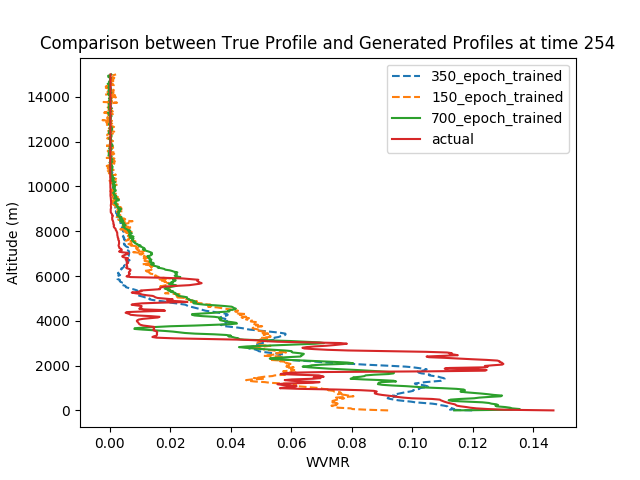 Comparison between True Profile and Generated Profiles at time 254
350_epoch_trained
150_epoch_trained
700_epoch_trained
actual
14000
12000
10000
8000
6000
4000
2000
0
Altitude (m)
0.00 0.02 0.04 0.06 0.08 0.10 0.12 0.14
WVMR